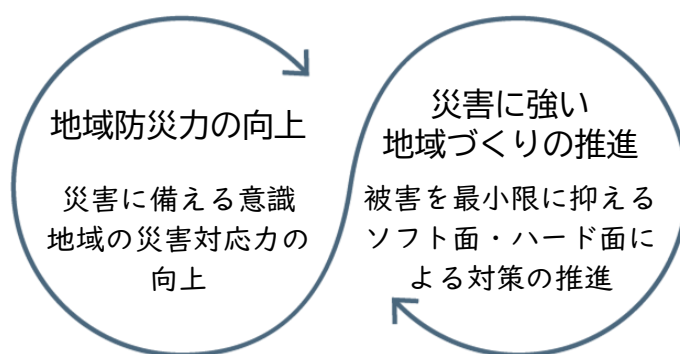 地域防災力の向上
災害に備える意識
地域の災害対応力の
向上
災害に強い
地域づくりの推進
被害を最小限に抑える
ソフト面・ハード面に
よる対策の推進